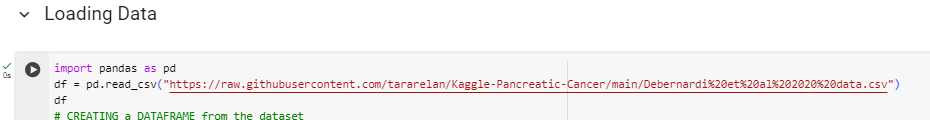 Loading Data
import pandas as pd
0s
df = pd.read_csv("https://raw.githubusercontent.com/tararelan/Kaggle-Pancreatic-Cancer/main/Debernardi%20et%20al%202020%20data.csv")
df
# CREATING a DATAFRAME from the dataset